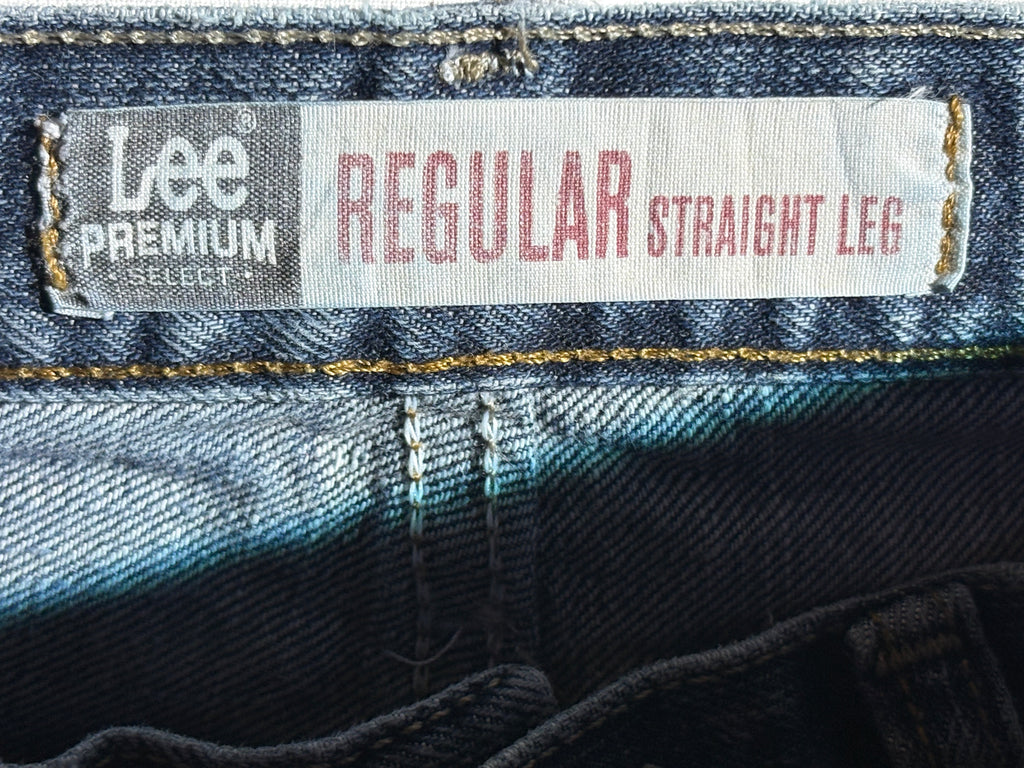 Lee®
PREMIUM
• SELECT •
REGULAR STRAIGHT LEG